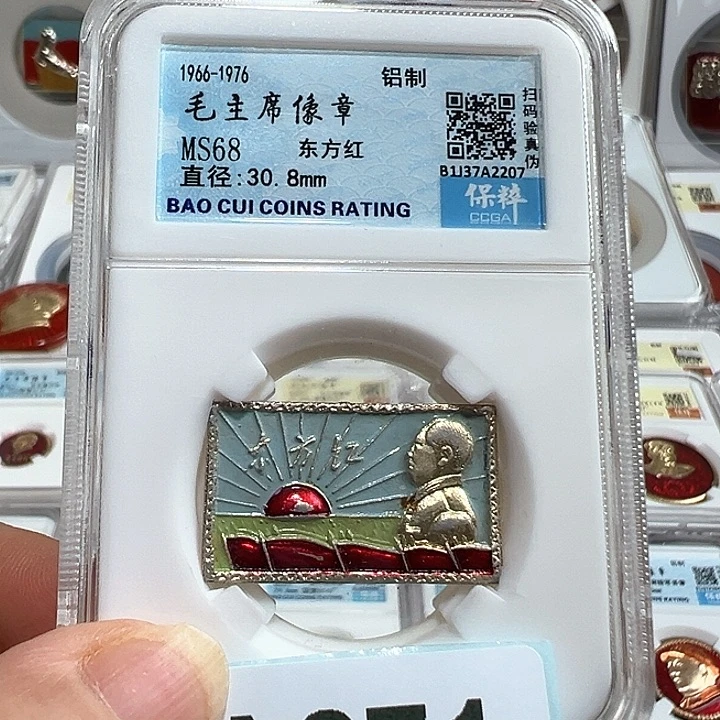 1966-1976
铝制
毛主席像章
MS68
东方红
直径:30.8mm
BAO CUI COINS RATING
扫码验真伪
B1J37A2207
保粹
CCGA
东方红